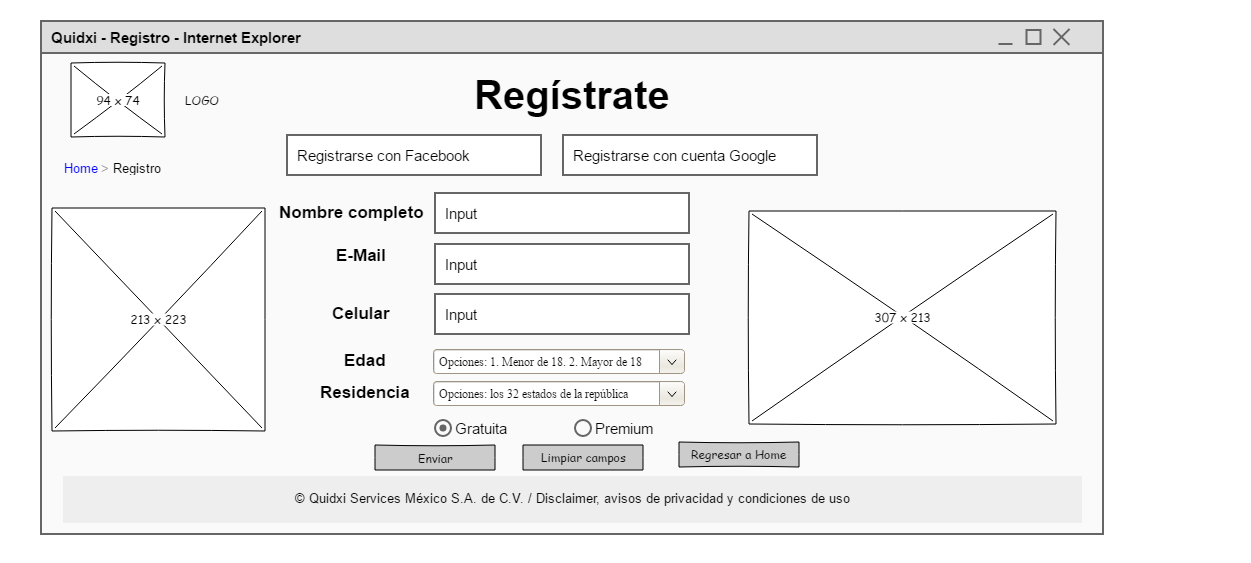 Quidxi - Registro - Internet Explorer
94 x 74
LOGO
Regístrate
Registrarse con Facebook
Registrarse con cuenta Google
Home > Registro
213 x 223
Nombre completo
Input
E-Mail
Input
Celular
Input
Edad
Opciones: 1. Menor de 18. 2. Mayor de 18
Residencia
Opciones: los 32 estados de la república
Gratuita
Premium
307 x 213
Enviar
Limpiar campos
Regresar a Home
© Quidxi Services México S.A. de C.V. / Disclaimer, avisos de privacidad y condiciones de uso